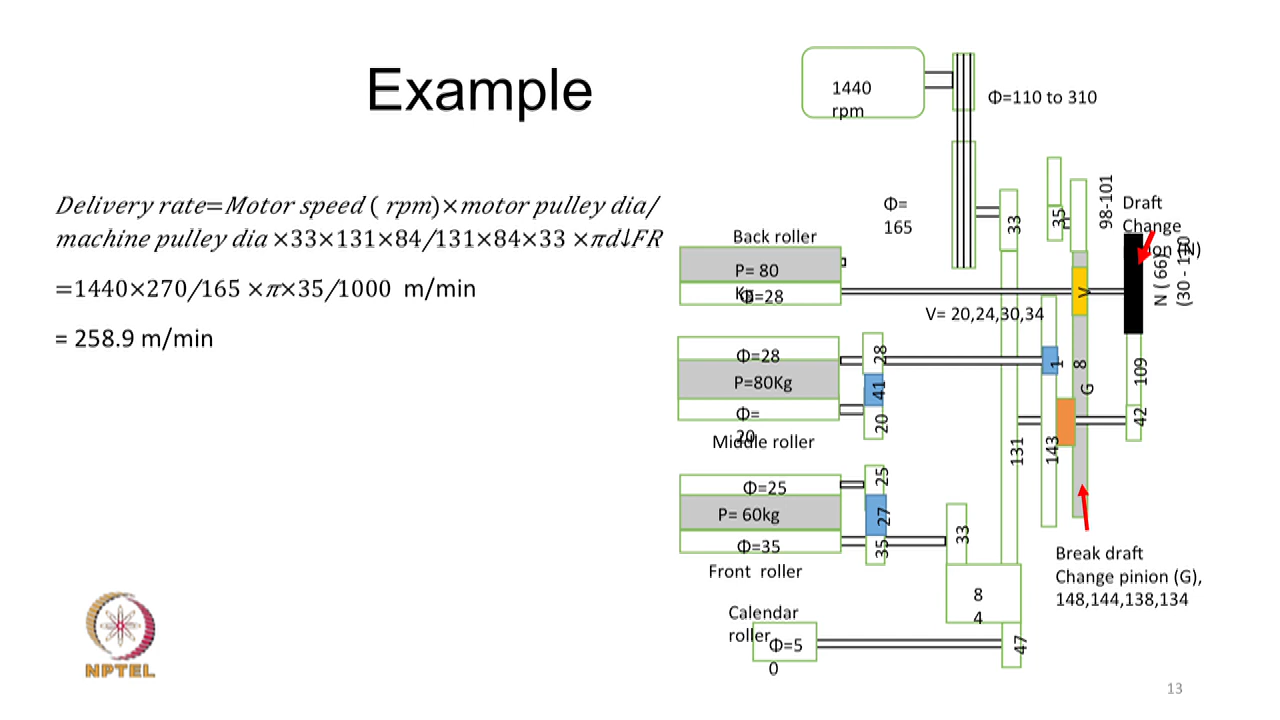 Example
𝐷𝑒𝑙𝑖𝑣𝑒𝑟𝑦 𝑟𝑎𝑡𝑒=𝑀𝑜𝑡𝑜𝑟 𝑠𝑝𝑒𝑒𝑑 ( 𝑟𝑝𝑚)×𝑚𝑜𝑡𝑜𝑟 𝑝𝑢𝑙𝑙𝑒𝑦 𝑑𝑖𝑎/
𝑚𝑎𝑐ℎ𝑖𝑛𝑒 𝑝𝑢𝑙𝑙𝑒𝑦 𝑑𝑖𝑎 ×33×131×84/131×84×33 ×𝜋𝑑↓𝐹𝑅
=1440×270/165 ×𝜋×35/1000 m/min
= 258.9 m/min
1440
rpm
Φ=110 to 310
Φ=
165
33
35
98-101
Draft
Change
N ( 66)
(30 - 110
Back roller
P= 80
Kg
Φ=28
V
V= 20,24,30,34
Φ=28
P=80Kg
Φ=
20
Middle roller
28
41
20
1
8
G
109
42
131
143
Φ=25
P= 60kg
Φ=35
Front roller
25
27
35
33
Break draft
Change pinion (G),
148,144,138,134
8
4
Calendar
roller
Φ=5
0
47
NPTEL
13